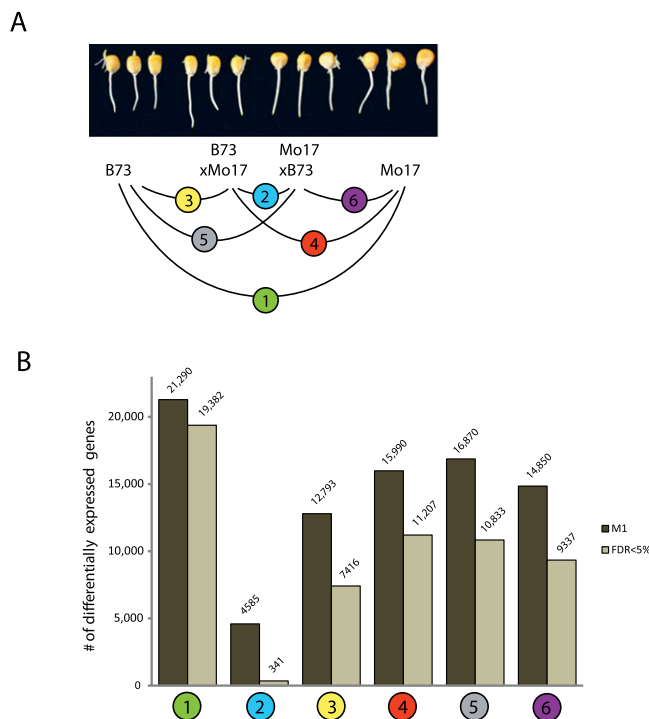 A
B73
B73
xMo17
Mo17
xB73
Mo17
3
2
6
5
4
1
B
# of differentially expressed genes
20,000
15,000
10,000
5,000
0
21,290
19,382
4585
341
12,793
7416
15,990
11,207
16,870
10,833
14,850
9337
M1
FDR<5%
1
2
3
4
5
6